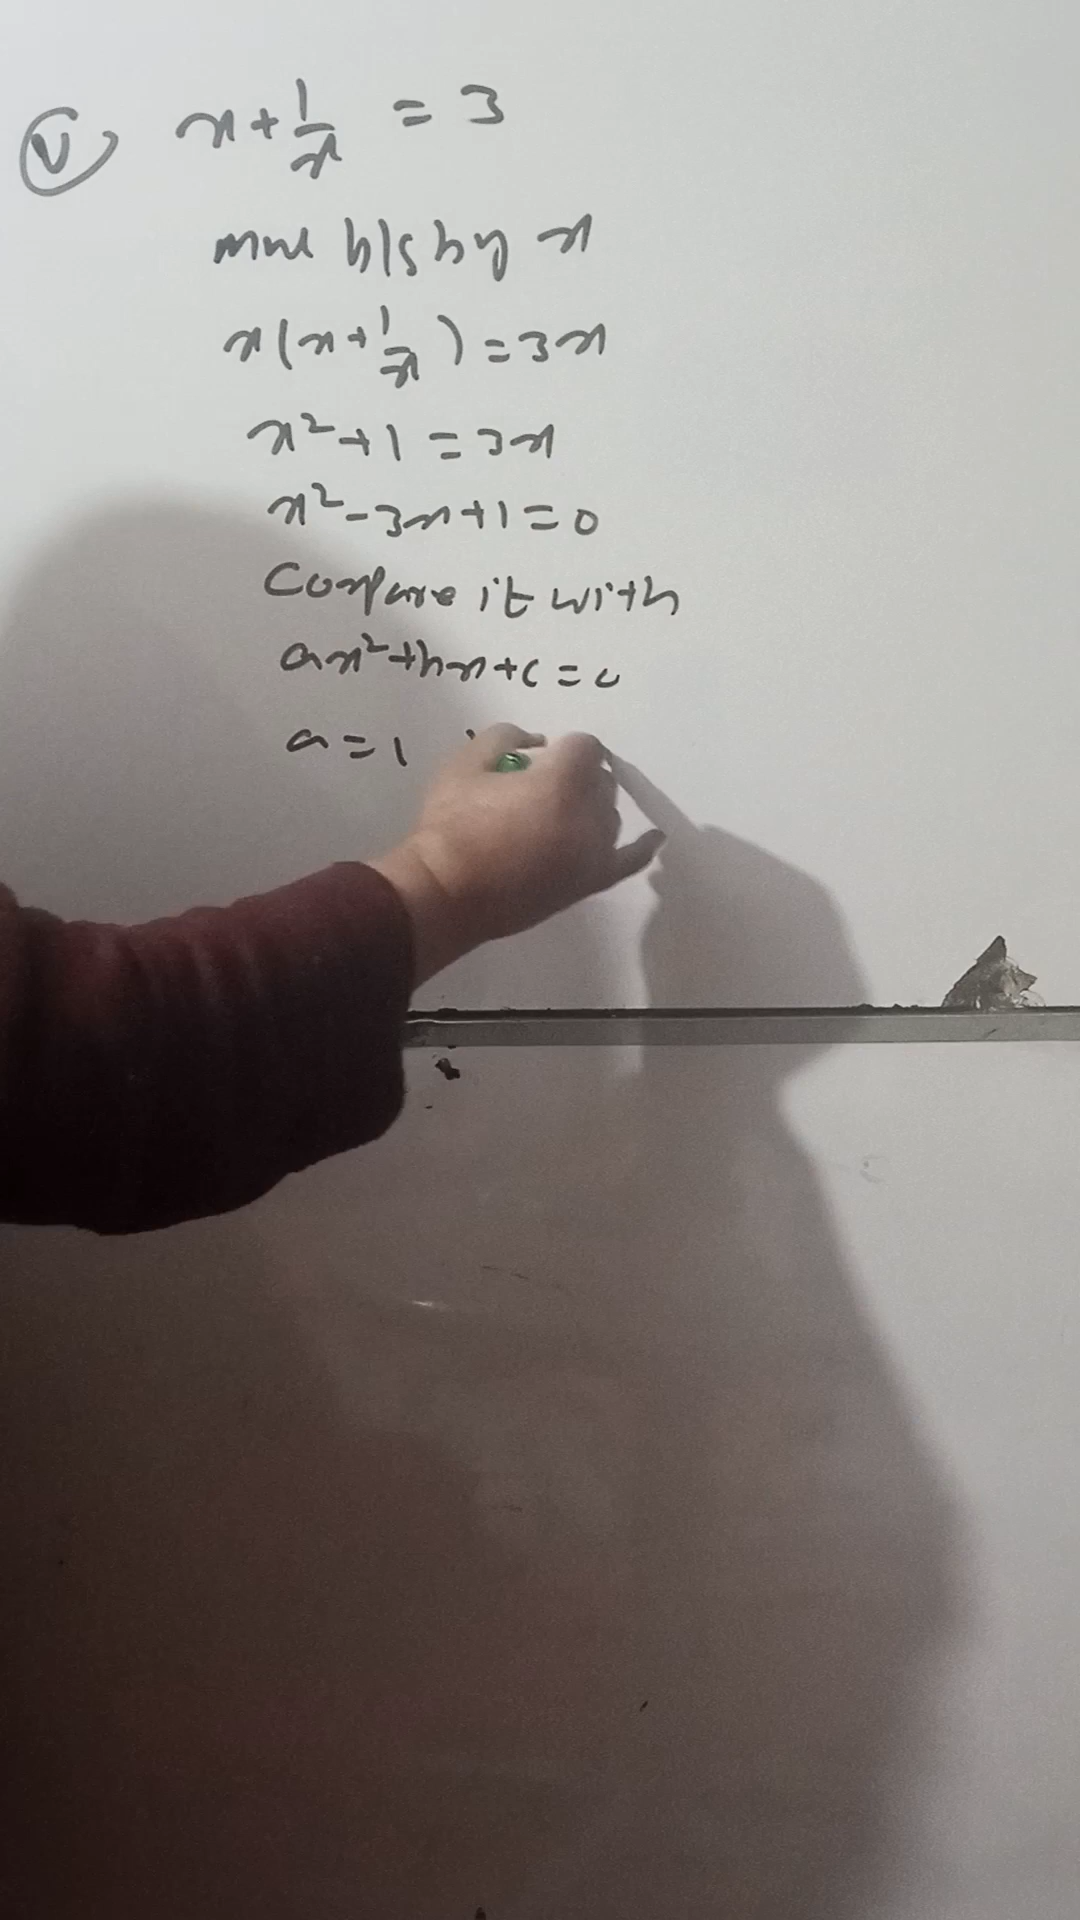 (v) x + 1/x = 3
mul b/s by x
x(x + 1/x) = 3x
x² + 1 = 3x
x² - 3x + 1 = 0
Compare it with
ax² + bx + c = 0
a = 1